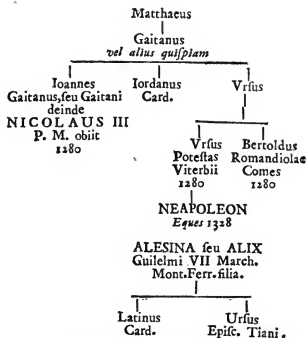 Matthaeus
Gaitanus
vel alius quiſpiam
Ioannes
Gaitanus, ſeu Gaitani
deinde
NICOLAUS III
P. M. obiit
1280
Iordanus
Card.
Vrſus
Vrſus
Poteſtas
Viterbii
1280
Bertoldus
Romandiolae
Comes
1280
NEAPOLEON
Eques 1328
ALESINA ſeu ALIX
Guilelmi VII March.
Mont. Ferr. filia.
Latinus
Card.
Urſus
Epiſc. Tiani.